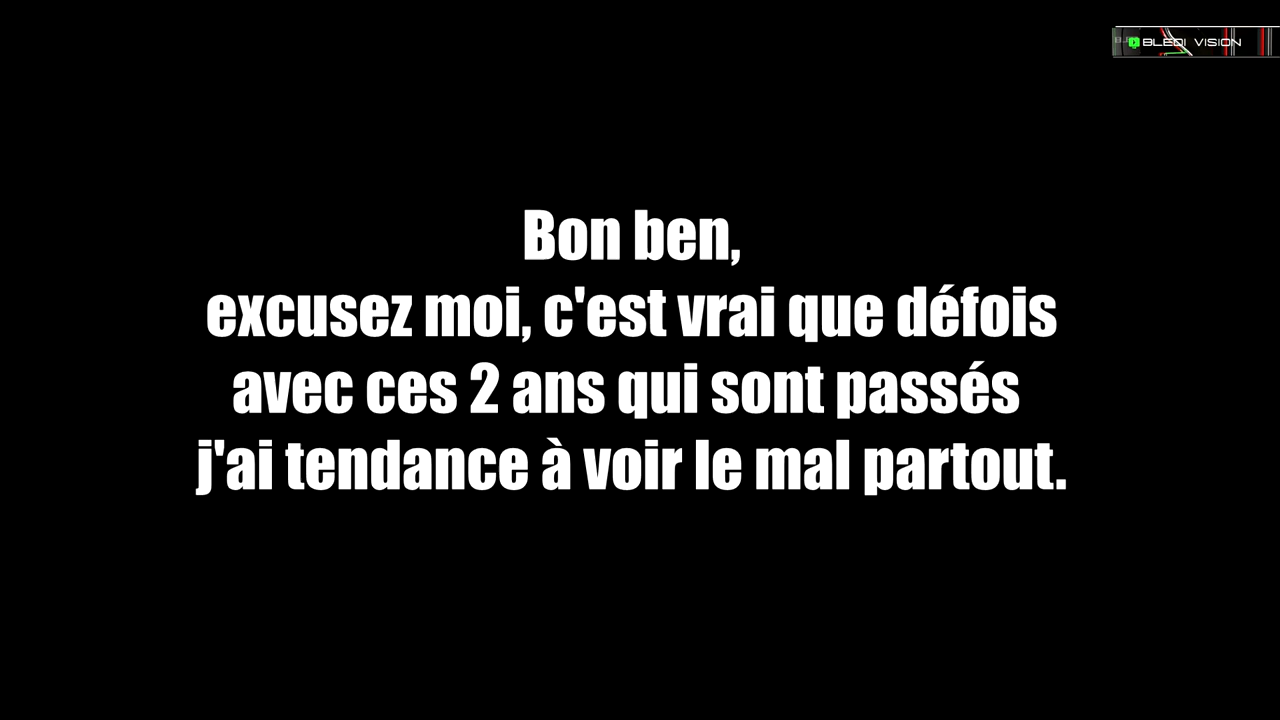 BLEDI VISION
Bon ben,
excusez moi, c'est vrai que défois
avec ces 2 ans qui sont passés
j'ai tendance à voir le mal partout.